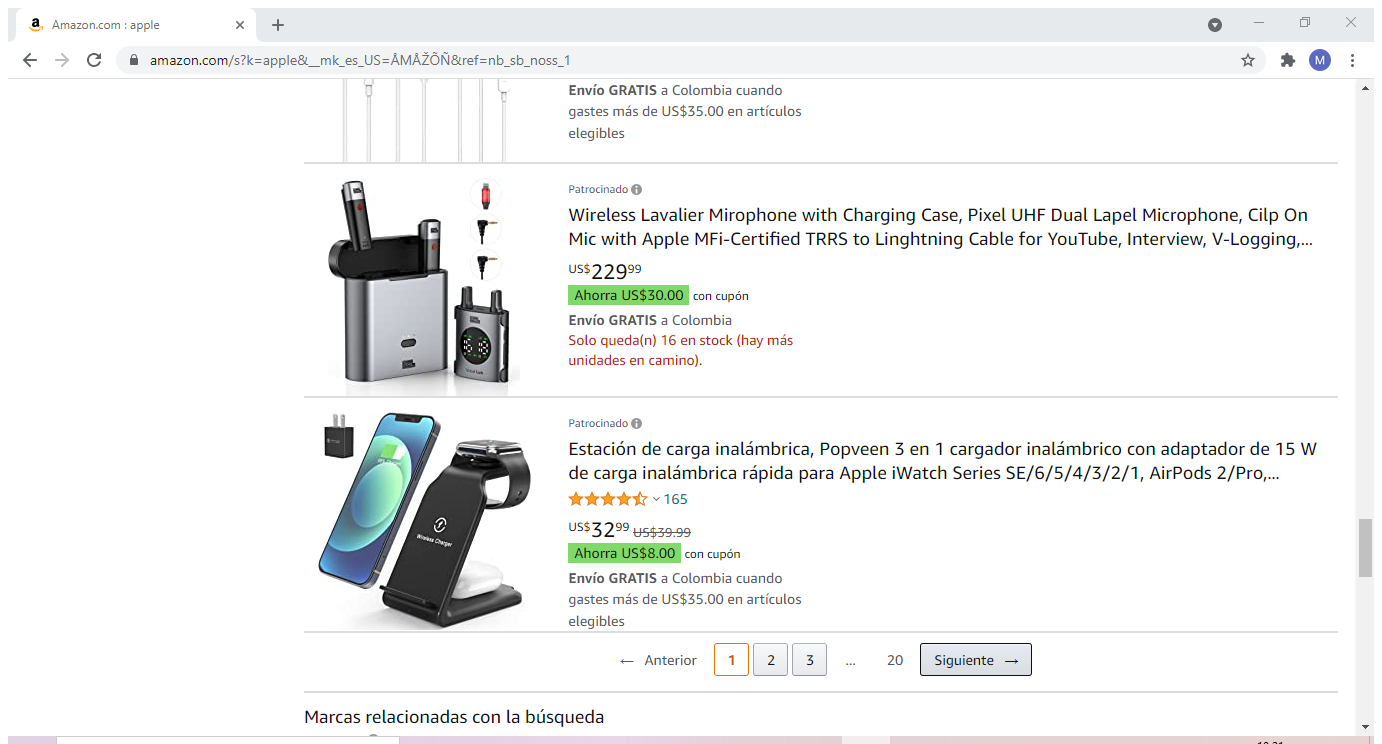 Amazon.com : apple
amazon.com/s?k=apple&__mk_es_US=ÅMÅŽÕÑ&ref=nb_sb_noss_1
M
Envío GRATIS a Colombia cuando
gastes más de US$35.00 en artículos
elegibles
Patrocinado
Wireless Lavalier Mirophone with Charging Case, Pixel UHF Dual Lapel Microphone, Cilp On
Mic with Apple MFi-Certified TRRS to Linghtning Cable for YouTube, Interview, V-Logging,...
US$229.99
Ahorra US$30.00 con cupón
Envío GRATIS a Colombia
Solo queda(n) 16 en stock (hay más
unidades en camino).
Patrocinado
Estación de carga inalámbrica, Popveen 3 en 1 cargador inalámbrico con adaptador de 15 W
de carga inalámbrica rápida para Apple iWatch Series SE/6/5/4/3/2/1, AirPods 2/Pro,...
165
US$32.99 US$39.99
Ahorra US$8.00 con cupón
Envío GRATIS a Colombia cuando
gastes más de US$35.00 en artículos
elegibles
Wireless Charger
← Anterior 1 2 3 ... 20 Siguiente →
Marcas relacionadas con la búsqueda